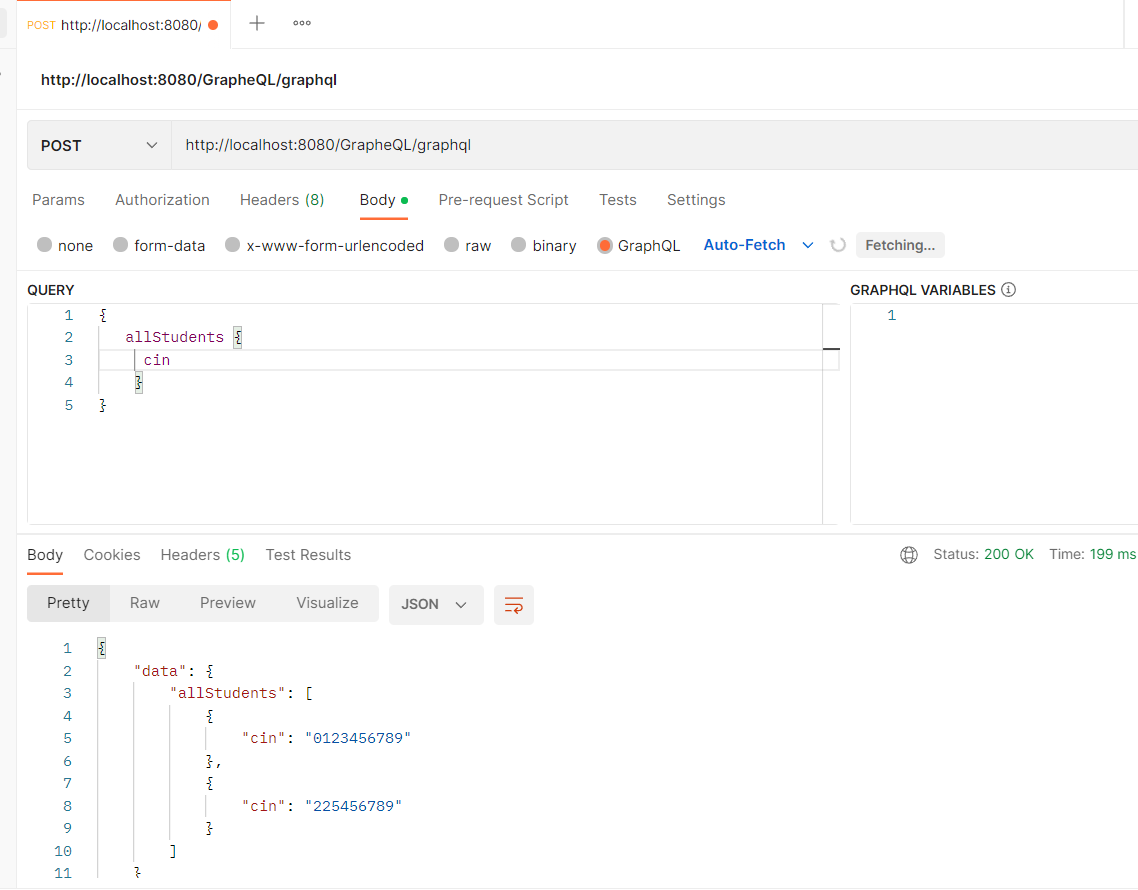 POST http://localhost:8080/
http://localhost:8080/GrapheQL/graphql
POST http://localhost:8080/GrapheQL/graphql
Params Authorization Headers (8) Body Pre-request Script Tests Settings
none form-data x-www-form-urlencoded raw binary GraphQL Auto-Fetch Fetching...
QUERY GRAPHQL VARIABLES
1 { 1
2 allStudents {
3 cin
4 }
5 }
Body Cookies Headers (5) Test Results Status: 200 OK Time: 199 ms
Pretty Raw Preview Visualize JSON
1 {
2 "data": {
3 "allStudents": [
4 {
5 "cin": "0123456789"
6 },
7 {
8 "cin": "225456789"
9 }
10 ]
11 }